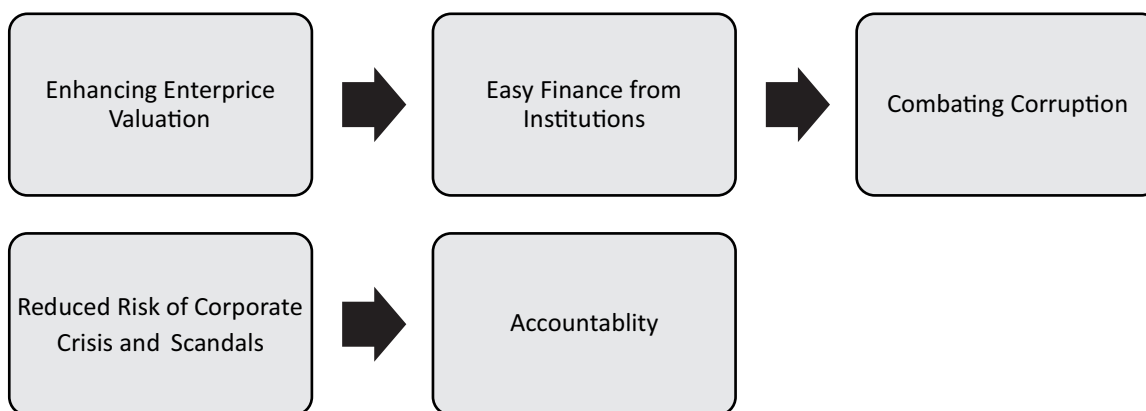 Enhancing Enterprice
Valuation
Easy Finance from
Institutions
Combating Corruption
Reduced Risk of Corporate
Crisis and Scandals
Accountablity